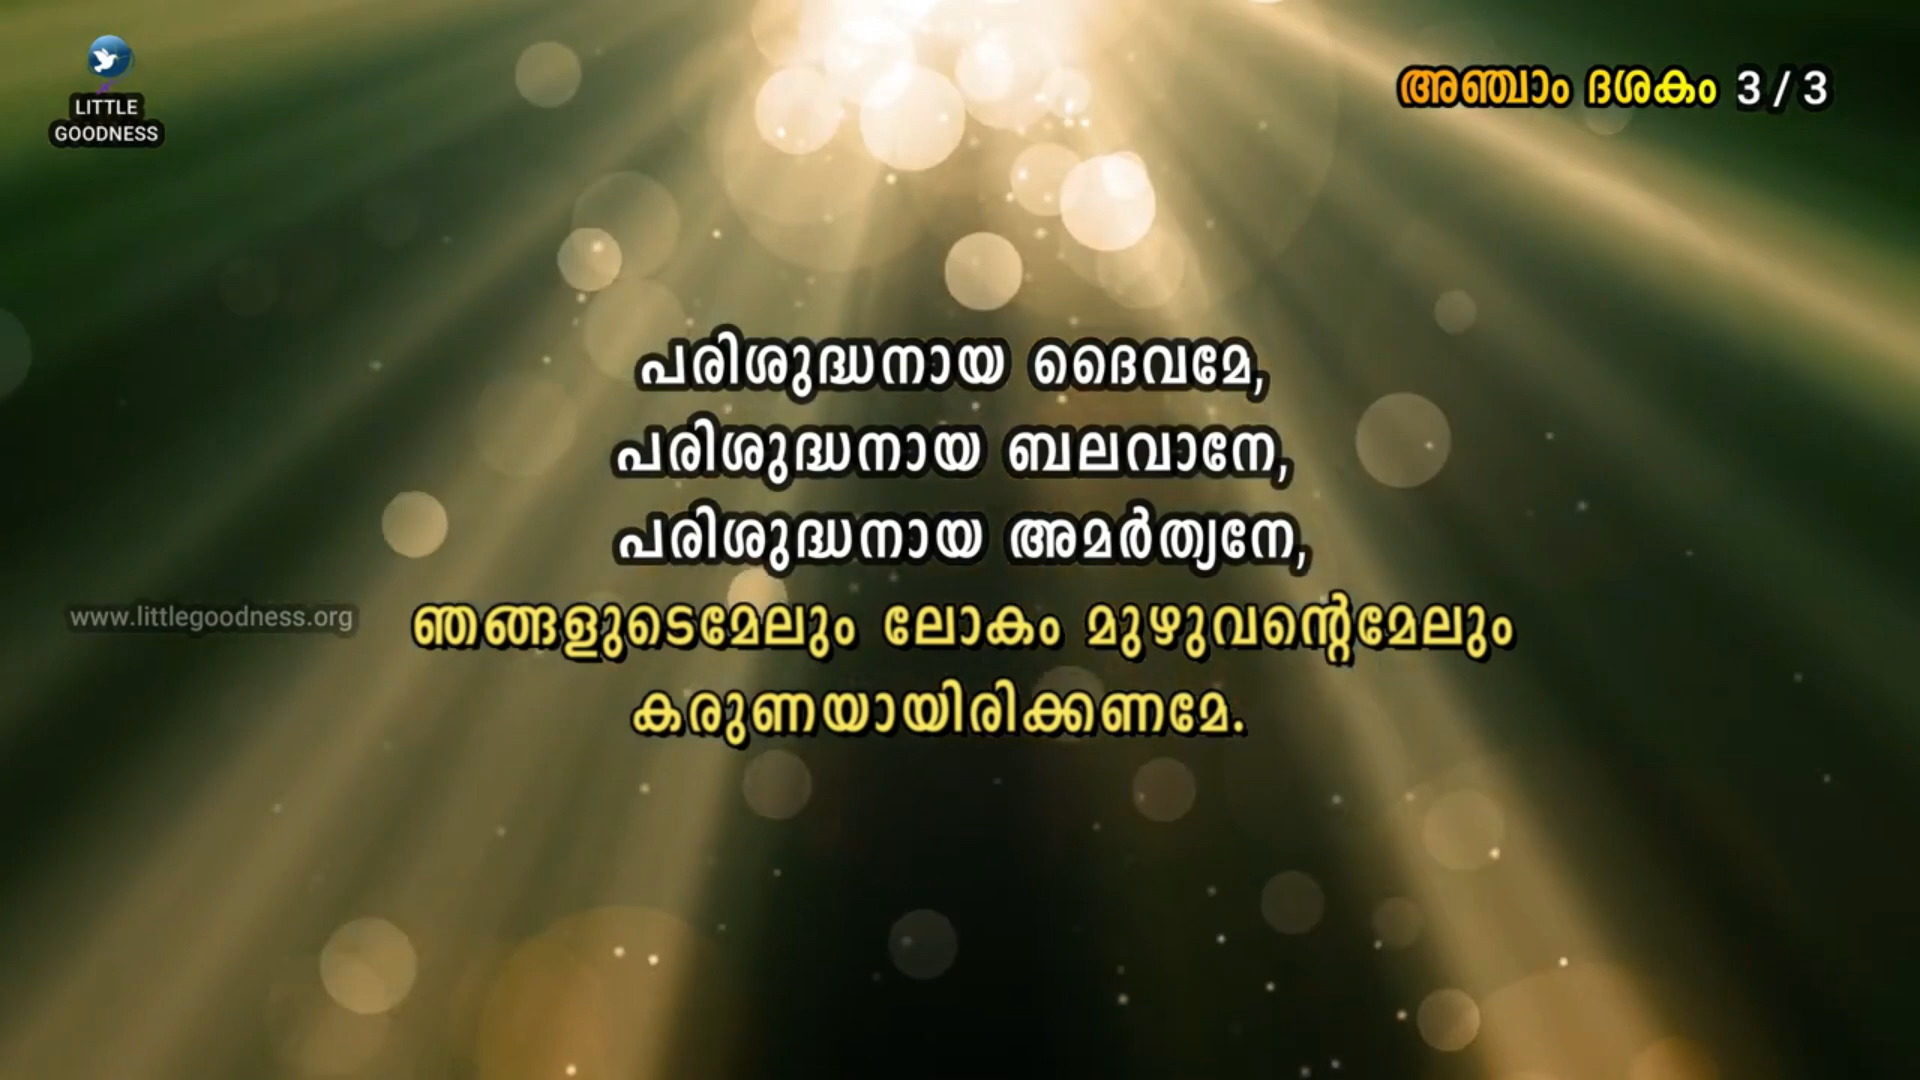 LITTLE
GOODNESS
അഞ്ചാം ദശകം 3 / 3
പരിശുദ്ധനായ ദൈവമേ,
പരിശുദ്ധനായ ബലവാനേ,
പരിശുദ്ധനായ അമർത്യനേ,
www.littlegoodness.org
ഞങ്ങളുടെമേലും ലോകം മുഴുവന്റെമേലും
കരുണയായിരിക്കണമേ.